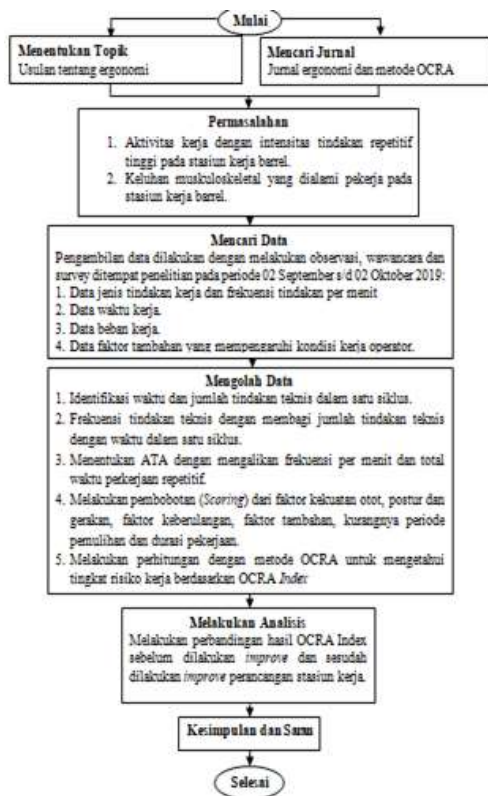 Mulai
Menentukan Topik
Usulan tentang ergonomi
Mencari Jurnal
Jurnal ergonomi dan metode OCRA
Permasalahan
1. Aktivitas kerja dengan intensitas tindakan repetitif
tinggi pada stasiun kerja barrel.
2. Keluhan muskuloskeletal yang dialami pekerja pada
stasiun kerja barrel.
Mencari Data
Pengambilan data dilakukan dengan melakukan observasi, wawancara dan
survey ditempat penelitian pada periode 02 September s/d 02 Oktober 2019:
1. Data jenis tindakan kerja dan frekuensi tindakan per menit
2. Data waktu kerja.
3. Data beban kerja.
4. Data faktor tambahan yang mempengaruhi kondisi kerja operator.
Mengolah Data
1. Identifikasi waktu dan jumlah tindakan teknis dalam satu siklus.
2. Frekuensi tindakan teknis dengan membagi jumlah tindakan teknis
dengan waktu dalam satu siklus.
3. Menentukan ATA dengan mengalikan frekuensi per menit dan total
waktu perkerjaan repetitif.
4. Melakukan pembobotan (Scoring) dari faktor kekuatan otot, postur dan
gerakan, faktor keberulangan, faktor tambahan, kurangnya periode
pemulihan dan durasi pekerjaan.
5. Melakukan perhitungan dengan metode OCRA untuk mengetahui
tingkat risiko kerja berdasarkan OCRA Index
Melakukan Analisis
Melakukan perbandingan hasil OCRA Index
sebelum dilakukan improve dan sesudah
dilakukan improve perancangan stasiun kerja.
Kesimpulan dan Saran
Selesai